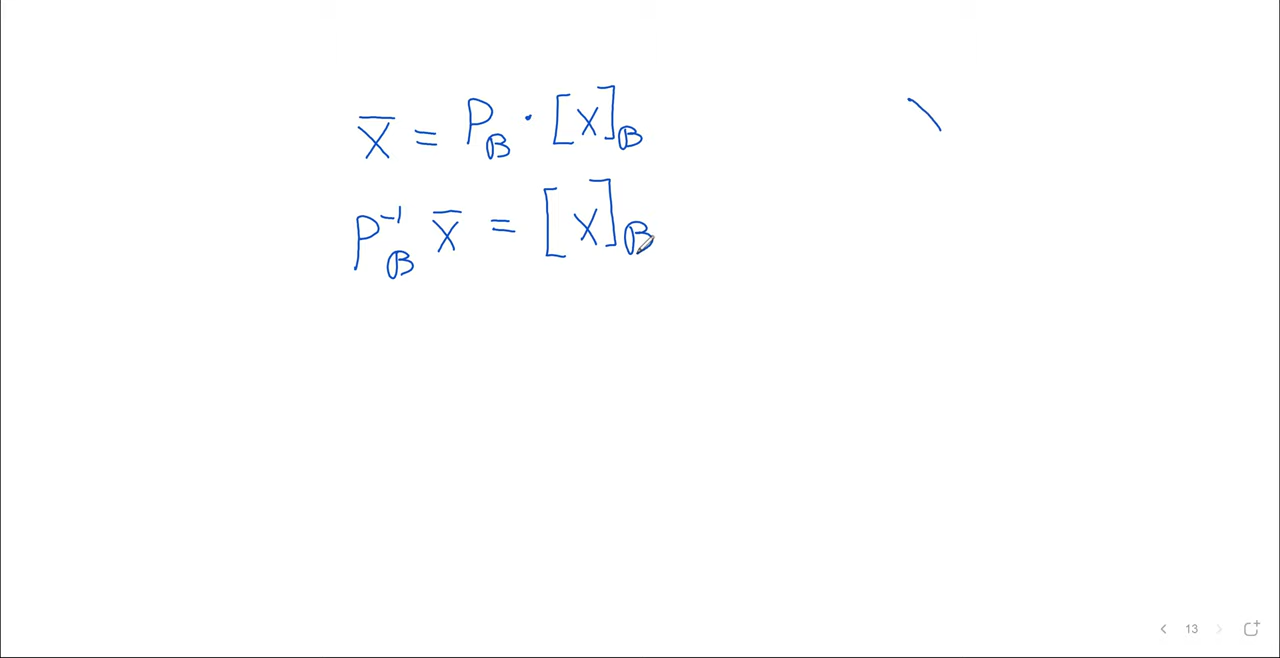 X̅ = P_B · [X]_B
P_B^{-1} X̅ = [X]_B
13